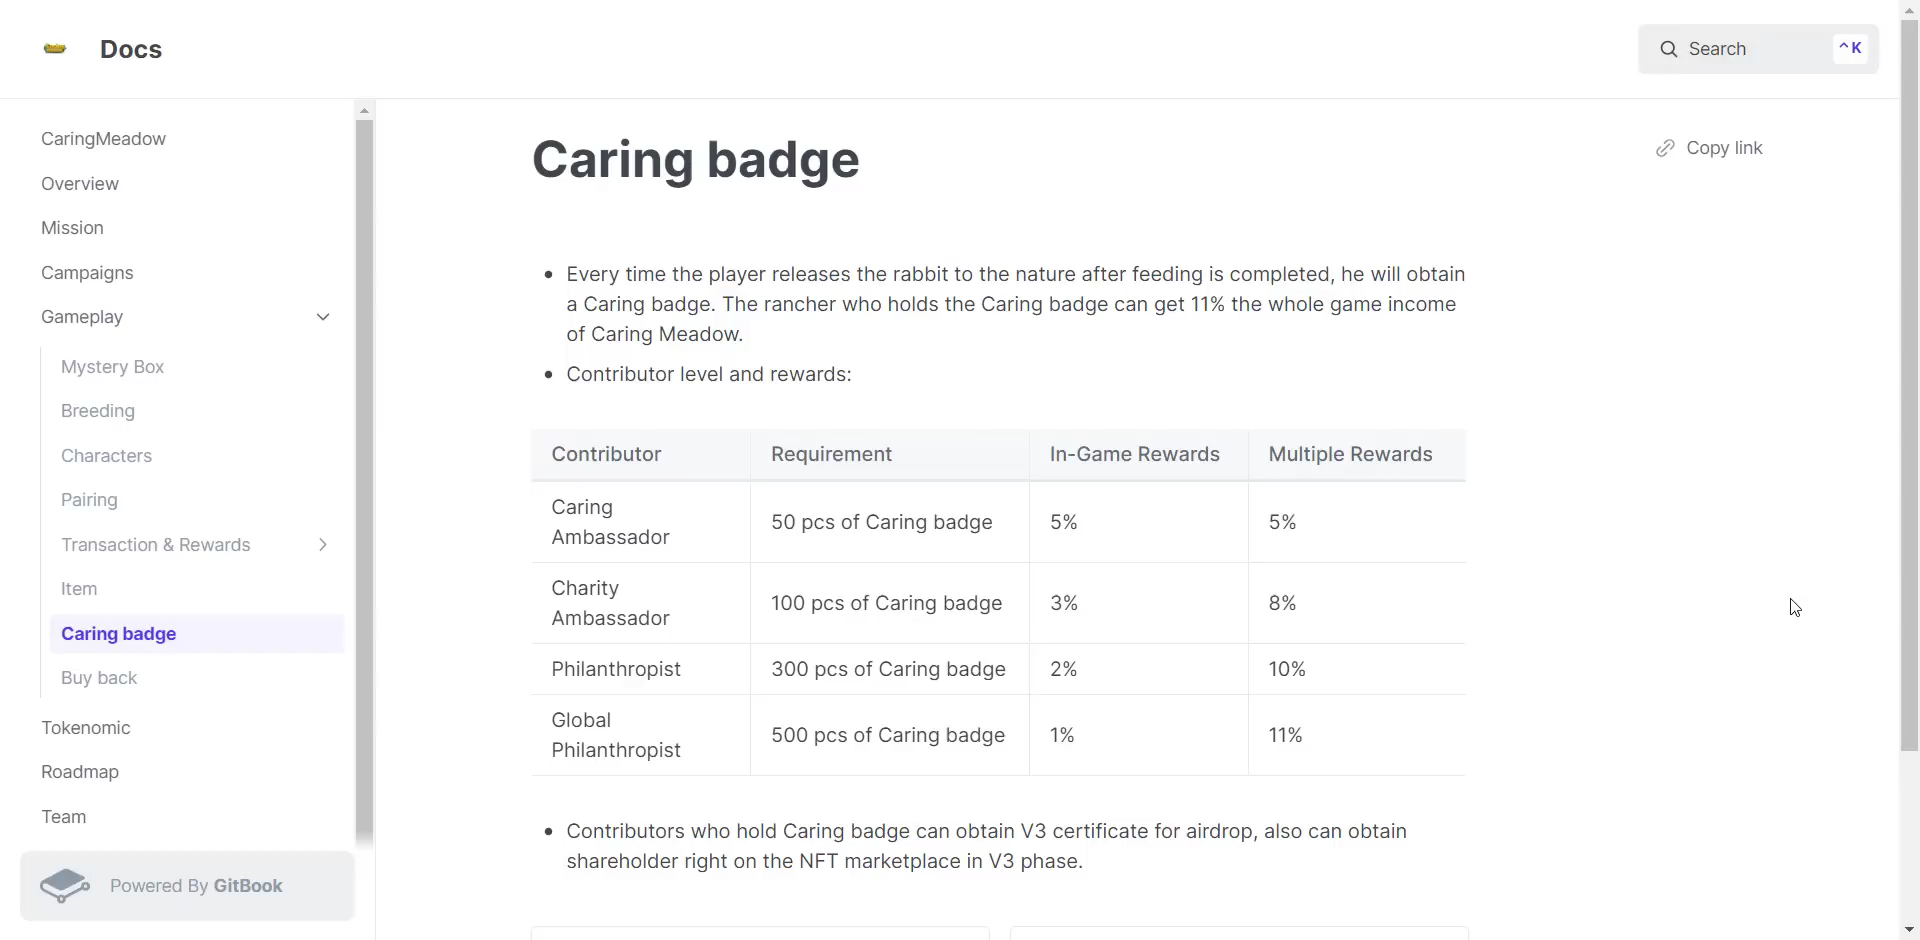 Docs
Search
^K
CaringMeadow
Overview
Mission
Campaigns
Gameplay
Mystery Box
Breeding
Characters
Pairing
Transaction & Rewards
Item
Caring badge
Buy back
Tokenomic
Roadmap
Team
Powered By GitBook
Caring badge
Copy link
Every time the player releases the rabbit to the nature after feeding is completed, he will obtain
a Caring badge. The rancher who holds the Caring badge can get 11% the whole game income
of Caring Meadow.
Contributor level and rewards:
Contributor Requirement In-Game Rewards Multiple Rewards
Caring
Ambassador
50 pcs of Caring badge 5% 5%
Charity
Ambassador
100 pcs of Caring badge 3% 8%
Philanthropist 300 pcs of Caring badge 2% 10%
Global
Philanthropist
500 pcs of Caring badge 1% 11%
Contributors who hold Caring badge can obtain V3 certificate for airdrop, also can obtain
shareholder right on the NFT marketplace in V3 phase.